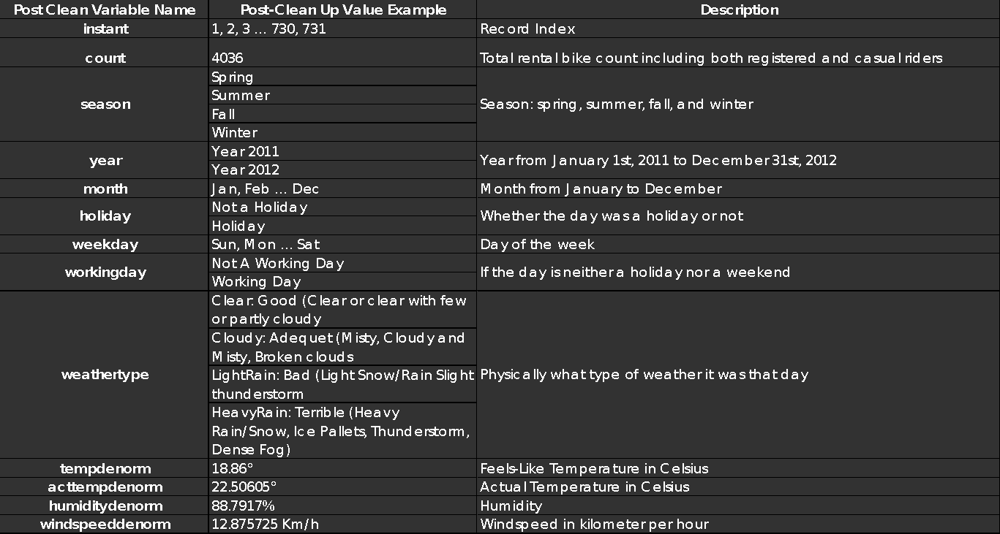 Post Clean Variable Name Post-Clean Up Value Example Description
instant 1, 2, 3 ... 730, 731 Record Index
count 4036 Total rental bike count including both registered and casual riders
season
Spring
Summer
Fall
Winter
Season: spring, summer, fall, and winter
year
Year 2011
Year 2012
Year from January 1st, 2011 to December 31st, 2012
month Jan, Feb ... Dec Month from January to December
holiday
Not a Holiday
Holiday
Whether the day was a holiday or not
weekday Sun, Mon ... Sat Day of the week
workingday
Not A Working Day
Working Day
If the day is neither a holiday nor a weekend
weathertype
Clear: Good (Clear or clear with few
or partly cloudy
Cloudy: Adequet (Misty, Cloudy and
Misty, Broken clouds
LightRain: Bad (Light Snow/Rain Slight
thunderstorm
HeavyRain: Terrible (Heavy
Rain/Snow, Ice Pallets, Thunderstorm,
Dense Fog)
Physically what type of weather it was that day
tempdenorm 18.86° Feels-Like Temperature in Celsius
acttempdenorm 22.50605° Actual Temperature in Celsius
humiditydenorm 88.7917% Humidity
windspeeddenorm 12.875725 Km/h Windspeed in kilometer per hour